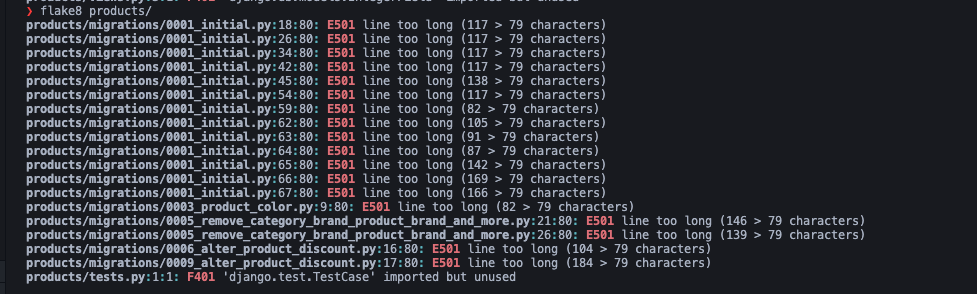 ❯ flake8 products/
products/migrations/0001_initial.py:18:80: E501 line too long (117 > 79 characters)
products/migrations/0001_initial.py:26:80: E501 line too long (117 > 79 characters)
products/migrations/0001_initial.py:34:80: E501 line too long (117 > 79 characters)
products/migrations/0001_initial.py:42:80: E501 line too long (117 > 79 characters)
products/migrations/0001_initial.py:45:80: E501 line too long (138 > 79 characters)
products/migrations/0001_initial.py:54:80: E501 line too long (117 > 79 characters)
products/migrations/0001_initial.py:59:80: E501 line too long (82 > 79 characters)
products/migrations/0001_initial.py:62:80: E501 line too long (105 > 79 characters)
products/migrations/0001_initial.py:63:80: E501 line too long (91 > 79 characters)
products/migrations/0001_initial.py:64:80: E501 line too long (87 > 79 characters)
products/migrations/0001_initial.py:65:80: E501 line too long (142 > 79 characters)
products/migrations/0001_initial.py:66:80: E501 line too long (169 > 79 characters)
products/migrations/0001_initial.py:67:80: E501 line too long (166 > 79 characters)
products/migrations/0003_product_color.py:9:80: E501 line too long (82 > 79 characters)
products/migrations/0005_remove_category_brand_product_brand_and_more.py:21:80: E501 line too long (146 > 79 characters)
products/migrations/0005_remove_category_brand_product_brand_and_more.py:26:80: E501 line too long (139 > 79 characters)
products/migrations/0006_alter_product_discount.py:16:80: E501 line too long (104 > 79 characters)
products/migrations/0009_alter_product_discount.py:17:80: E501 line too long (184 > 79 characters)
products/tests.py:1:1: F401 'django.test.TestCase' imported but unused